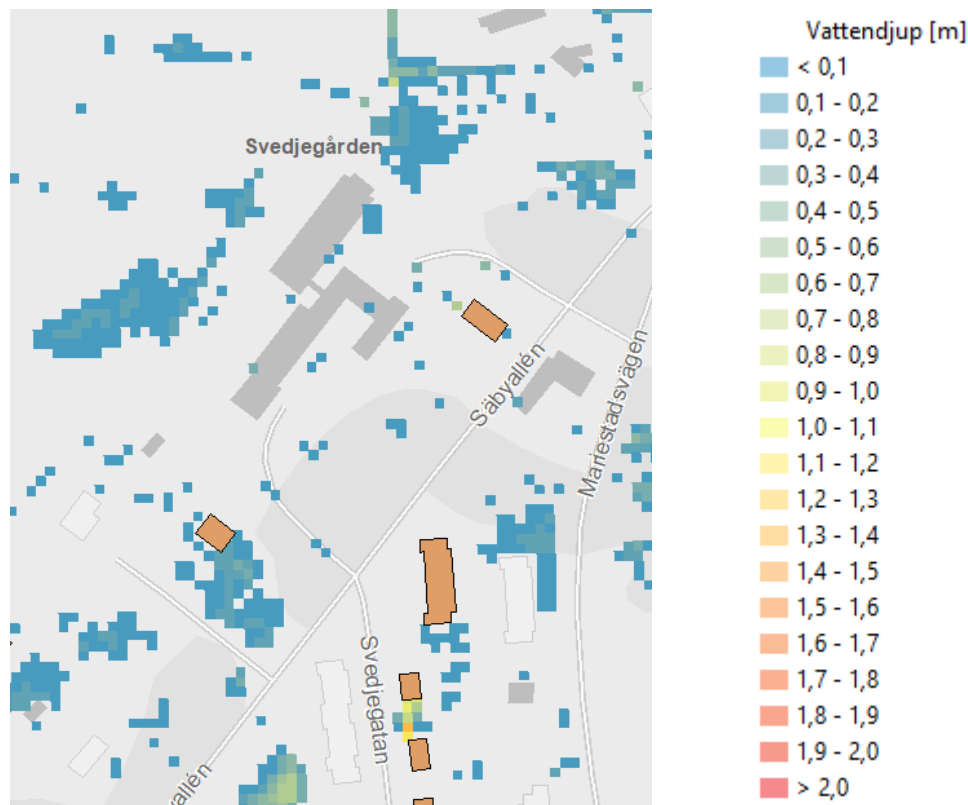 Svedjegården
Säbyallén
Mariestadsvägen
Svedjegatan
yallén
Vattendjup [m]
< 0,1
0,1 - 0,2
0,2 - 0,3
0,3 - 0,4
0,4 - 0,5
0,5 - 0,6
0,6 - 0,7
0,7 - 0,8
0,8 - 0,9
0,9 - 1,0
1,0 - 1,1
1,1 - 1,2
1,2 - 1,3
1,3 - 1,4
1,4 - 1,5
1,5 - 1,6
1,6 - 1,7
1,7 - 1,8
1,8 - 1,9
1,9 - 2,0
> 2,0